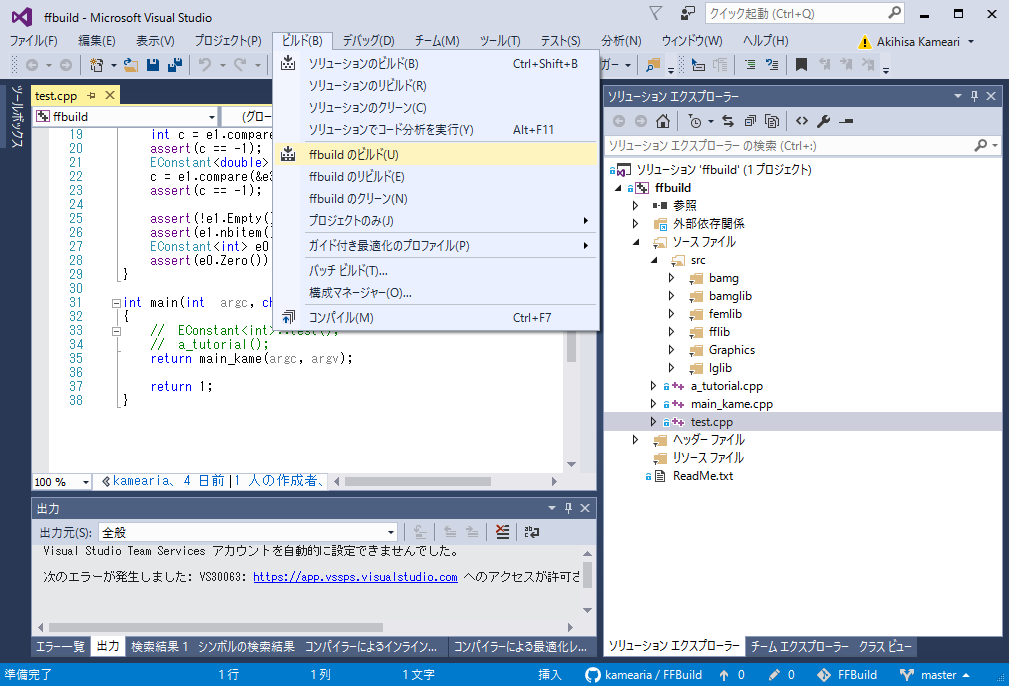 ffbuild - Microsoft Visual Studio
クイック起動 (Ctrl+Q)
ファイル(F) 編集(E) 表示(V) プロジェクト(P) ビルド(B) デバッグ(D) チーム(M) ツール(T) テスト(S) 分析(N) ウィンドウ(W) ヘルプ(H) Akihisa Kameari
ソリューションのビルド(B) Ctrl+Shift+B
ソリューションのリビルド(R)
ソリューションのクリーン(C)
ソリューションでコード分析を実行(Y) Alt+F11
ffbuild のビルド(U)
ffbuild のリビルド(E)
ffbuild のクリーン(N)
プロジェクトのみ(J)
ガイド付き最適化のプロファイル(P)
バッチ ビルド(T)...
構成マネージャー(O)...
コンパイル(M) Ctrl+F7
ガー
ツールボックス
test.cpp
ffbuild (グロー
19 int c = e1.compare
20 assert(c == -1);
21 EConstant<double>
22 c = e1.compare(&e3
23 assert(c == -1);
24
25 assert(!e1.Empty()
26 assert(e1.nbitem()
27 EConstant<int> e0
28 assert(e0.Zero())
29 }
30
31 int main(int argc, ch
32 {
33 // EConstant<int>::test();
34 // a_tutorial();
35 return main_kame(argc, argv);
36
37 return 1;
38 }
100 % kamearia、4 日前 |1 人の作成者、
出力
出力元(S): 全般
Visual Studio Team Services アカウントを自動的に設定できませんでした。
次のエラーが発生しました: VS30063: https://app.vssps.visualstudio.com へのアクセスが許可さ
エラー一覧 出力 検索結果 1 シンボルの検索結果 コンパイラーによるインライン... コンパイラーによる最適化レ...
ソリューション エクスプローラー
ソリューション エクスプローラー の検索 (Ctrl+:)
ソリューション 'ffbuild' (1 プロジェクト)
ffbuild
参照
外部依存関係
ソース ファイル
src
bamg
bamglib
femlib
fflib
Graphics
lglib
a_tutorial.cpp
main_kame.cpp
test.cpp
ヘッダー ファイル
リソース ファイル
ReadMe.txt
ソリューション エクスプローラー チーム エクスプローラー クラス ビュー
準備完了 1 行 1 列 1 文字 挿入 kamearia / FFBuild 0 0 FFBuild master